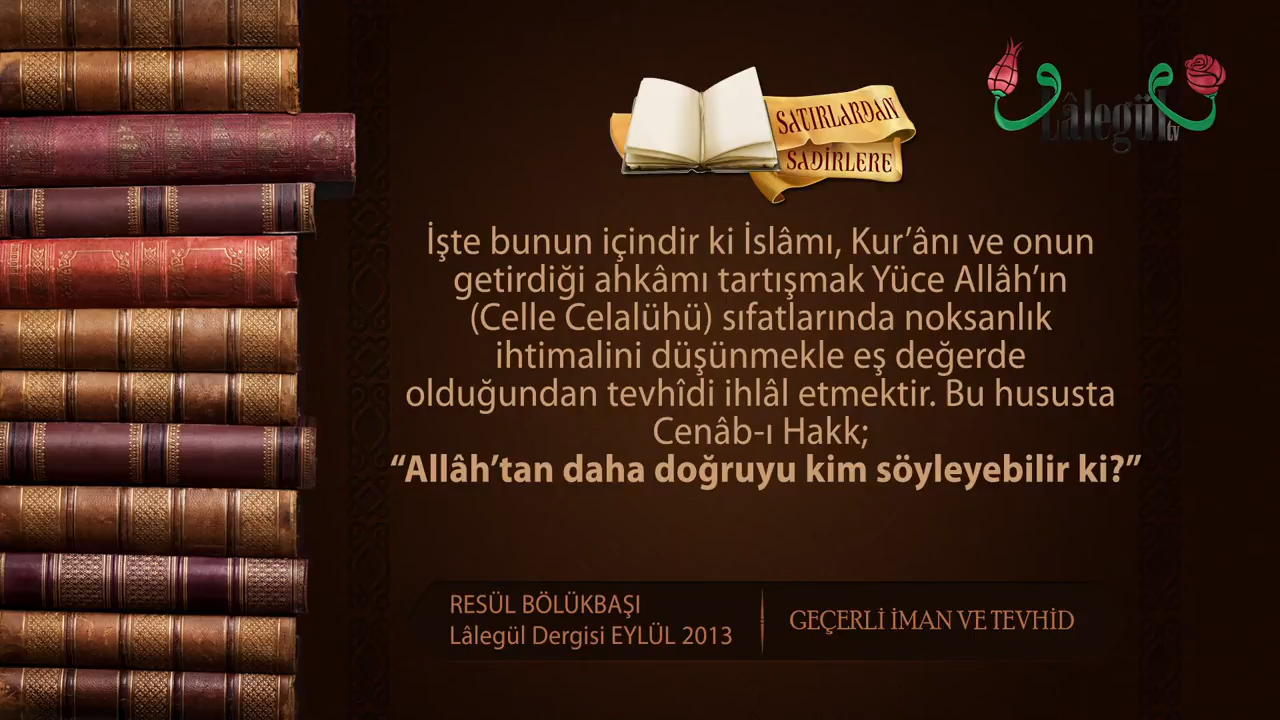 SATIRLARDAN
SADİRLERE
Lâlegül tv
İşte bunun içindir ki İslâmı, Kur’ânı ve onun
getirdiği ahkâmı tartışmak Yüce Allâh’ın
(Celle Celalühü) sıfatlarında noksanlık
ihtimalini düşünmekle eş değerde
olduğundan tevhîdi ihlâl etmektir. Bu hususta
Cenâb-ı Hakk;
“Allâh’tan daha doğruyu kim söyleyebilir ki?”
RESÜL BÖLÜKBAŞI
Lâlegül Dergisi EYLÜL 2013
GEÇERLİ İMAN VE TEVHİD